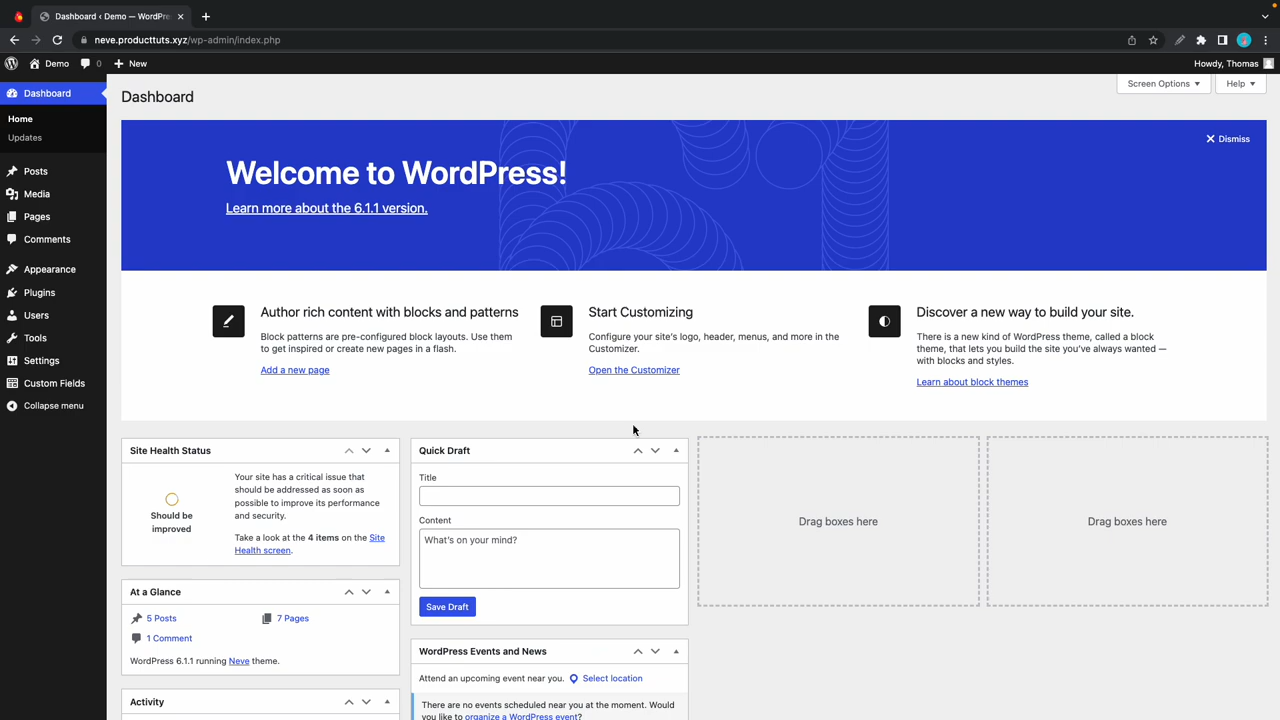 Dashboard ‹ Demo — WordPre
neve.producttuts.xyz/wp-admin/index.php
Demo
0
New
Howdy, Thomas
Dashboard
Home
Updates
Posts
Media
Pages
Comments
Appearance
Plugins
Users
Tools
Settings
Custom Fields
Collapse menu
Dashboard
Screen Options
Help
Dismiss
Welcome to WordPress!
Learn more about the 6.1.1 version.
Author rich content with blocks and patterns
Block patterns are pre-configured block layouts. Use them
to get inspired or create new pages in a flash.
Add a new page
Start Customizing
Configure your site's logo, header, menus, and more in the
Customizer.
Open the Customizer
Discover a new way to build your site.
There is a new kind of WordPress theme, called a block
theme, that lets you build the site you've always wanted —
with blocks and styles.
Learn about block themes
Site Health Status
Should be
improved
Your site has a critical issue that
should be addressed as soon as
possible to improve its performance
and security.
Take a look at the 4 items on the Site
Health screen.
At a Glance
5 Posts
7 Pages
1 Comment
WordPress 6.1.1 running Neve theme.
Activity
Quick Draft
Title
Content
What's on your mind?
Save Draft
WordPress Events and News
Attend an upcoming event near you.
Select location
There are no events scheduled near you at the moment. Would
you like to organize a WordPress event?
Drag boxes here
Drag boxes here